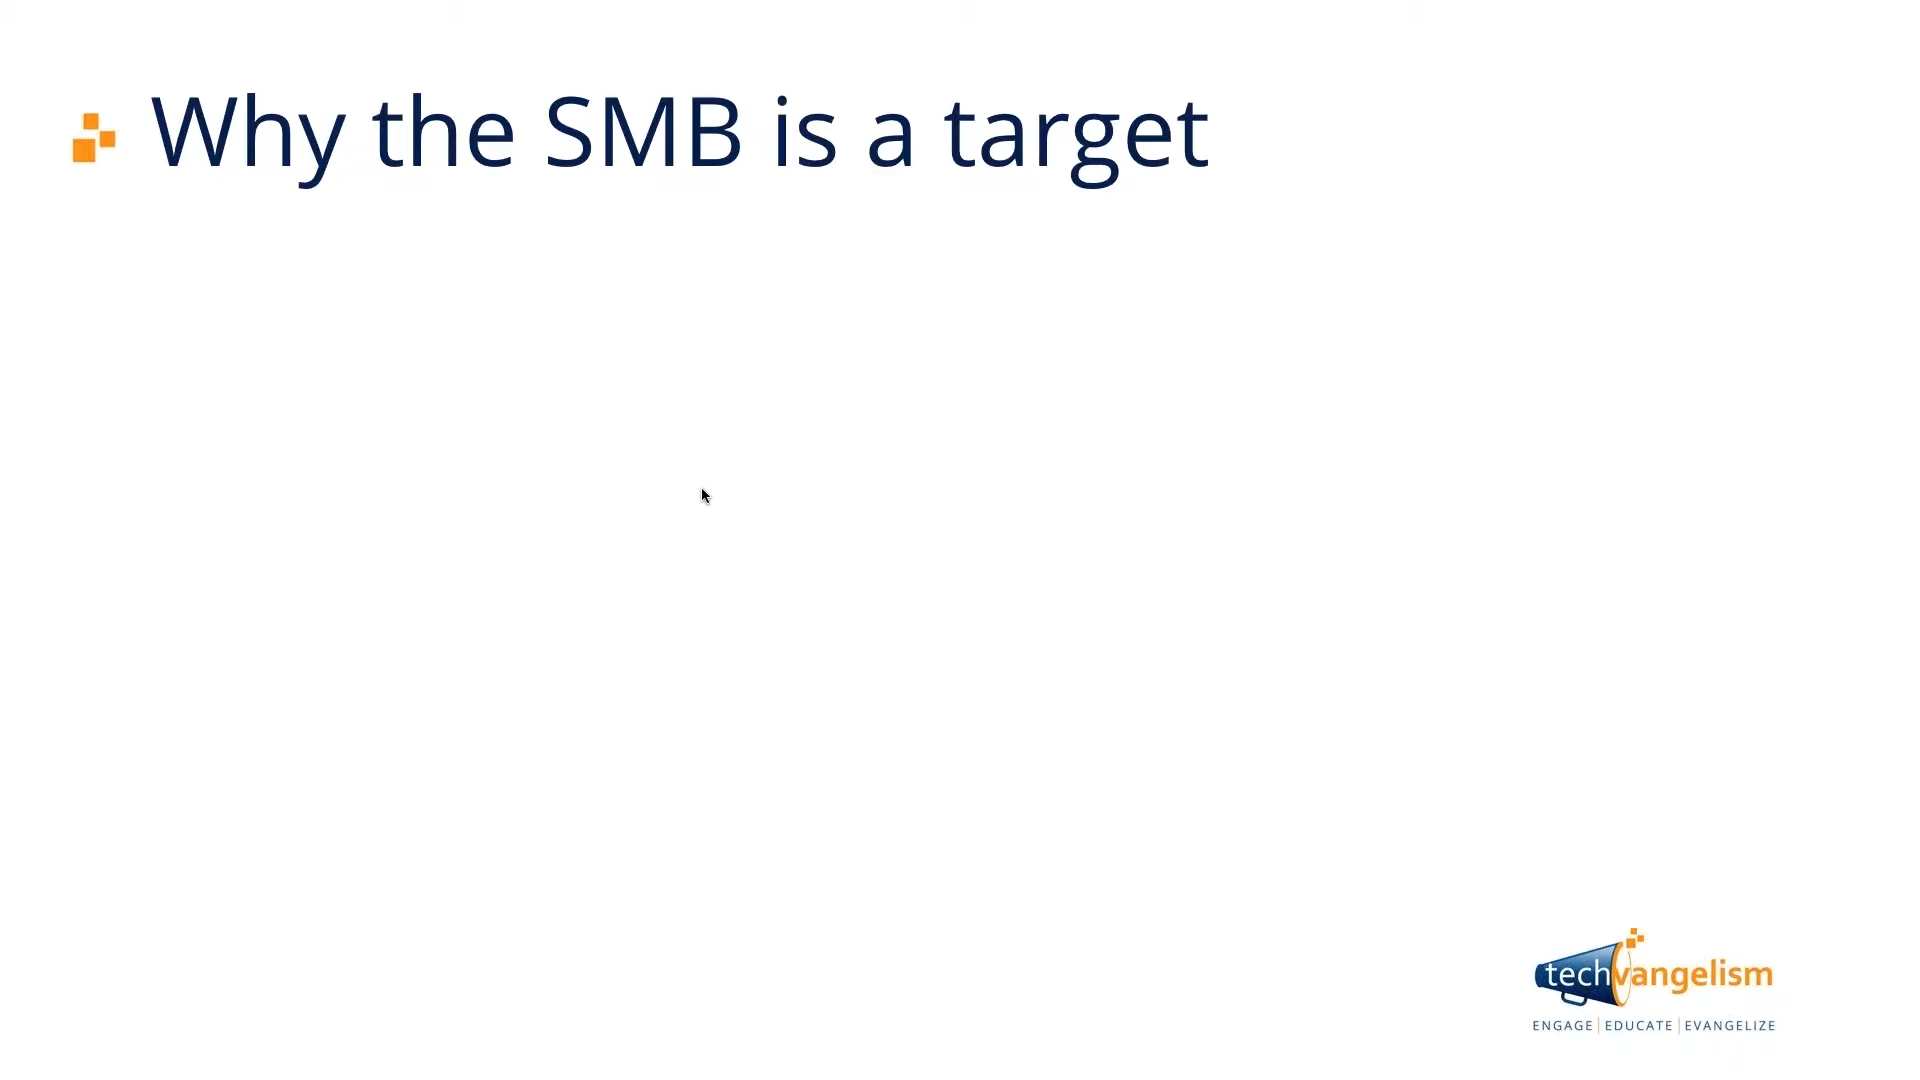 Why the SMB is a target
techvangelism
ENGAGE | EDUCATE | EVANGELIZE